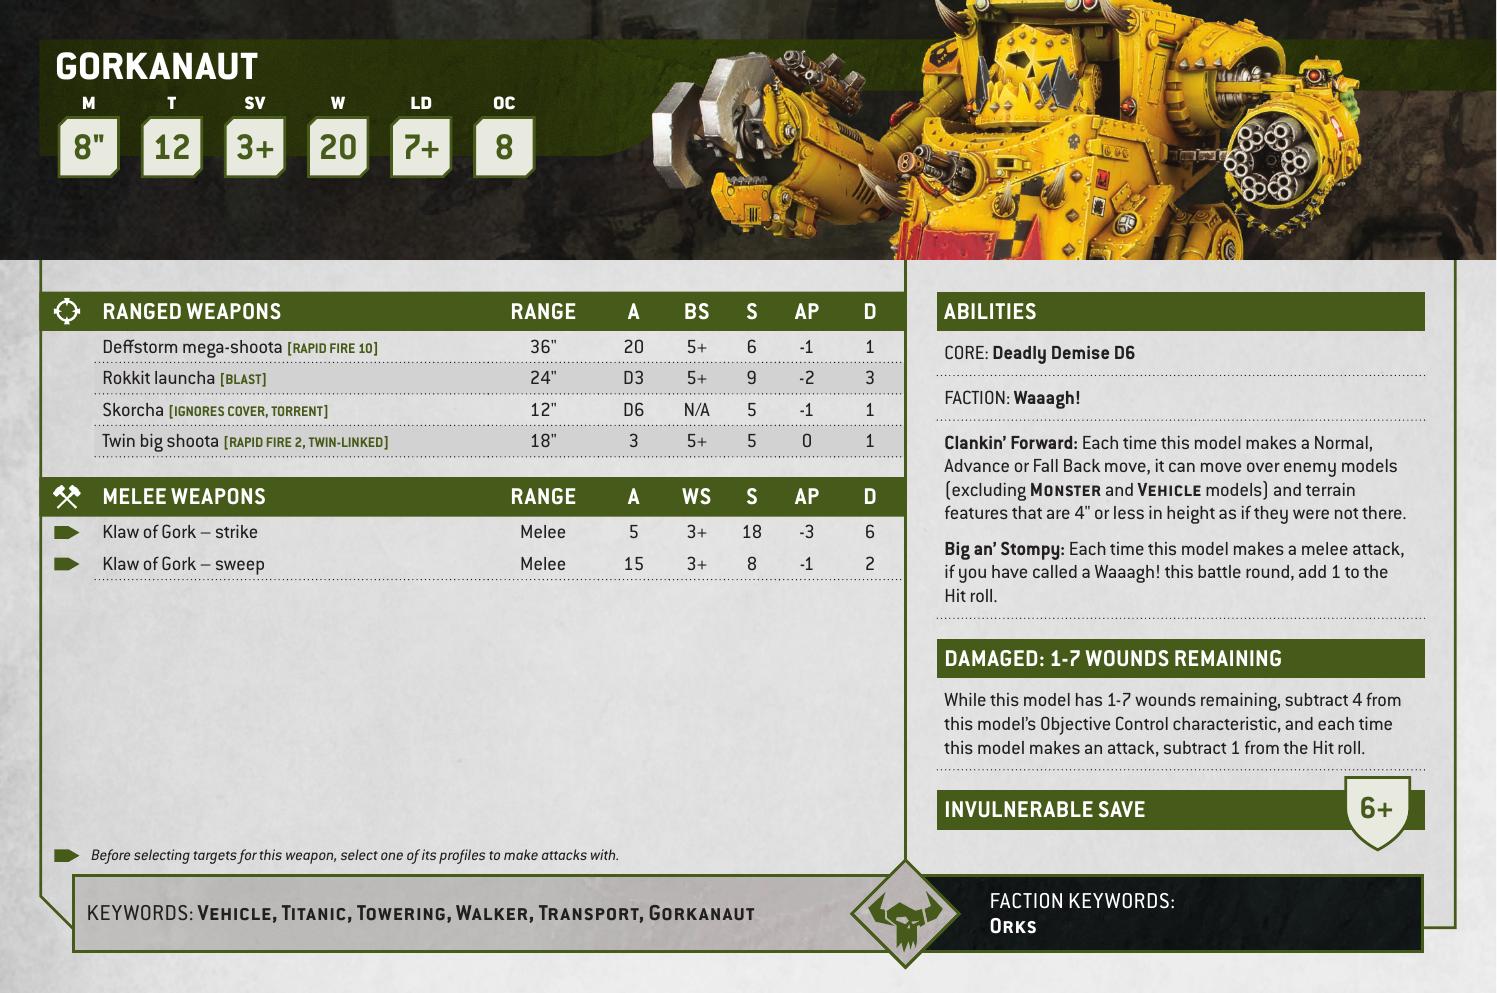 GORKANAUT
M T SV W LD OC
8" 12 3+ 20 7+ 8
RANGED WEAPONS RANGE A BS S AP D
Deffstorm mega-shoota [RAPID FIRE 10] 36" 20 5+ 6 -1 1
Rokkit launcha [BLAST] 24" D3 5+ 9 -2 3
Skorcha [IGNORES COVER, TORRENT] 12" D6 N/A 5 -1 1
Twin big shoota [RAPID FIRE 2, TWIN-LINKED] 18" 3 5+ 5 0 1
MELEE WEAPONS RANGE A WS S AP D
Klaw of Gork – strike Melee 5 3+ 18 -3 6
Klaw of Gork – sweep Melee 15 3+ 8 -1 2
Before selecting targets for this weapon, select one of its profiles to make attacks with.
ABILITIES
CORE: Deadly Demise D6
FACTION: Waaagh!
Clankin’ Forward: Each time this model makes a Normal,
Advance or Fall Back move, it can move over enemy models
(excluding MONSTER and VEHICLE models) and terrain
features that are 4" or less in height as if they were not there.
Big an’ Stompy: Each time this model makes a melee attack,
if you have called a Waaagh! this battle round, add 1 to the
Hit roll.
DAMAGED: 1-7 WOUNDS REMAINING
While this model has 1-7 wounds remaining, subtract 4 from
this model’s Objective Control characteristic, and each time
this model makes an attack, subtract 1 from the Hit roll.
INVULNERABLE SAVE 6+
KEYWORDS: VEHICLE, TITANIC, TOWERING, WALKER, TRANSPORT, GORKANAUT
FACTION KEYWORDS:
ORKS